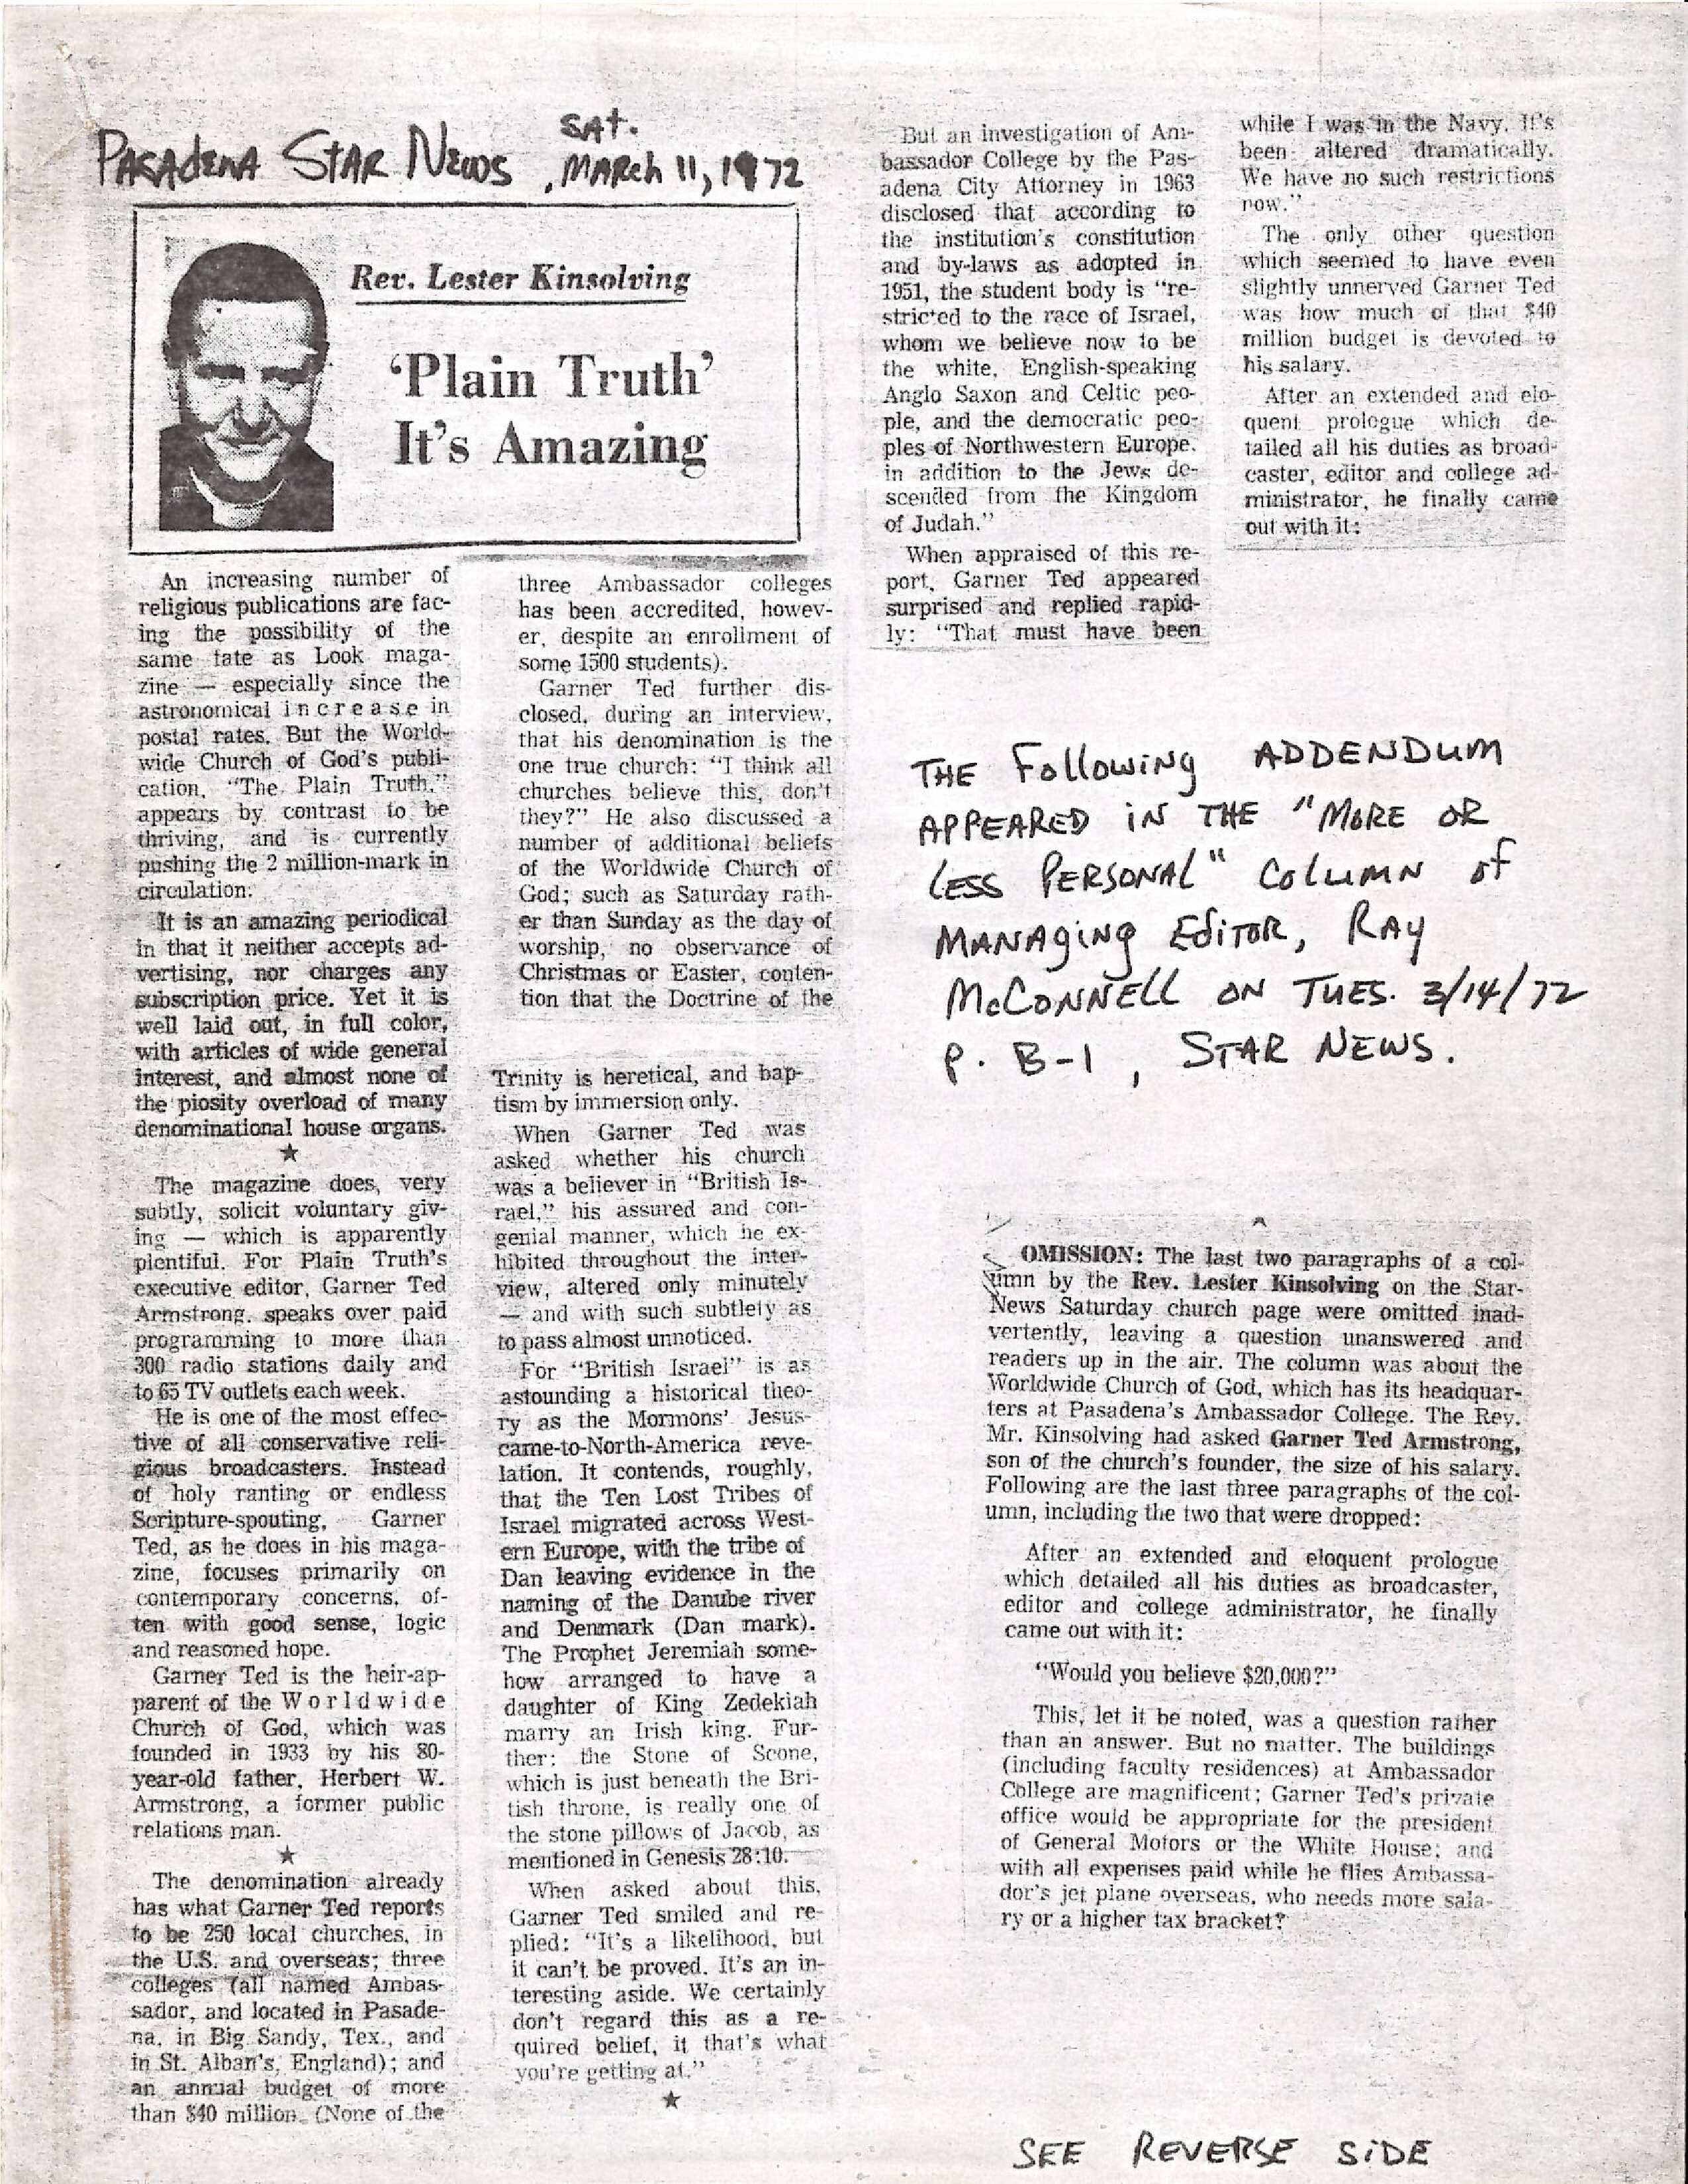 PASADENA STAR NEWS, SAT. MARCH 11, 1972
Rev. Lester Kinsolving
‘Plain Truth’
It’s Amazing
An increasing number of
religious publications are fac-
ing the possibility of the
same fate as Look maga-
zine — especially since the
astronomical increase in
postal rates. But the World-
wide Church of God’s publi-
cation, “The Plain Truth,”
appears by contrast to be
thriving, and is currently
pushing the 2 million-mark in
circulation.
It is an amazing periodical
in that it neither accepts ad-
vertising, nor charges any
subscription price. Yet it is
well laid out, in full color,
with articles of wide general
interest, and almost none of
the piosity overload of many
denominational house organs.
★
The magazine does, very
subtly, solicit voluntary giv-
ing — which is apparently
plentiful. For Plain Truth’s
executive editor, Garner Ted
Armstrong, speaks over paid
programming to more than
300 radio stations daily and
to 65 TV outlets each week.
He is one of the most effec-
tive of all conservative reli-
gious broadcasters. Instead
of holy ranting or endless
Scripture-spouting, Garner
Ted, as he does in his maga-
zine, focuses primarily on
contemporary concerns, of-
ten with good sense, logic
and reasoned hope.
Garner Ted is the heir-ap-
parent of the Worldwide
Church of God, which was
founded in 1933 by his 80-
year-old father, Herbert W.
Armstrong, a former public
relations man.
★
The denomination already
has what Garner Ted reports
to be 250 local churches, in
the U.S. and overseas; three
colleges (all named Ambas-
sador, and located in Pasade-
na, in Big Sandy, Tex., and
in St. Alban’s, England); and
an annual budget of more
than $40 million. (None of the
three Ambassador colleges
has been accredited, howev-
er, despite an enrollment of
some 1500 students).
Garner Ted further dis-
closed, during an interview,
that his denomination is the
one true church: “I think all
churches believe this, don’t
they?” He also discussed a
number of additional beliefs
of the Worldwide Church of
God; such as Saturday rath-
er than Sunday as the day of
worship, no observance of
Christmas or Easter, conten-
tion that the Doctrine of the
Trinity is heretical, and bap-
tism by immersion only.
When Garner Ted was
asked whether his church
was a believer in “British Is-
rael,” his assured and con-
genial manner, which he ex-
hibited throughout the inter-
view, altered only minutely
— and with such subtlety as
to pass almost unnoticed.
For “British Israel” is as
astounding a historical theo-
ry as the Mormons’ Jesus-
came-to-North-America reve-
lation. It contends, roughly,
that the Ten Lost Tribes of
Israel migrated across West-
ern Europe, with the tribe of
Dan leaving evidence in the
naming of the Danube river
and Denmark (Dan mark).
The Prophet Jeremiah some-
how arranged to have a
daughter of King Zedekiah
marry an Irish king. Fur-
ther: the Stone of Scone,
which is just beneath the Bri-
tish throne, is really one of
the stone pillows of Jacob, as
mentioned in Genesis 28:10.
When asked about this,
Garner Ted smiled and re-
plied: “It’s a likelihood, but
it can’t be proved. It’s an in-
teresting aside. We certainly
don’t regard this as a re-
quired belief, it that’s what
you’re getting at.”
★
But an investigation of Am-
bassador College by the Pas-
adena City Attorney in 1963
disclosed that according to
the institution’s constitution
and by-laws as adopted in
1951, the student body is “re-
stricted to the race of Israel,
whom we believe now to be
the white, English-speaking
Anglo Saxon and Celtic peo-
ple, and the democratic peo-
ples of Northwestern Europe.
in addition to the Jews de-
scended from the Kingdom
of Judah.”
When appraised of this re-
port, Garner Ted appeared
surprised and replied rapid-
ly: “That must have been
while I was in the Navy. It’s
been altered dramatically.
We have no such restrictions
now.”
The only other question
which seemed to have even
slightly unnerved Garner Ted
was how much of that $40
million budget is devoted to
his salary.
After an extended and elo-
quent prologue which de-
tailed all his duties as broad-
caster, editor and college ad-
ministrator, he finally came
out with it:
THE Following ADDENDUM
APPEARED IN THE “MORE OR
LESS PERSONAL” COLUMN of
MANAGING EDITOR, RAY
McCONNELL ON TUES. 3/14/72
P. B-1, STAR NEWS.
OMISSION: The last two paragraphs of a col-
umn by the Rev. Lester Kinsolving on the Star-
News Saturday church page were omitted inad-
vertently, leaving a question unanswered and
readers up in the air. The column was about the
Worldwide Church of God, which has its headquar-
ters at Pasadena’s Ambassador College. The Rev.
Mr. Kinsolving had asked Garner Ted Armstrong,
son of the church’s founder, the size of his salary.
Following are the last three paragraphs of the col-
umn, including the two that were dropped:
After an extended and eloquent prologue
which detailed all his duties as broadcaster,
editor and college administrator, he finally
came out with it:
“Would you believe $20,000?”
This, let it be noted, was a question rather
than an answer. But no matter. The buildings
(including faculty residences) at Ambassador
College are magnificent; Garner Ted’s private
office would be appropriate for the president
of General Motors or the White House; and
with all expenses paid while he flies Ambassa-
dor’s jet plane overseas, who needs more sala-
ry or a higher tax bracket?
SEE REVERSE SIDE